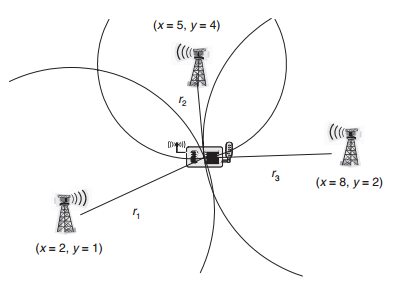 (x = 5, y = 4)
r2
r3
(x = 8, y = 2)
r1
(x = 2, y = 1)